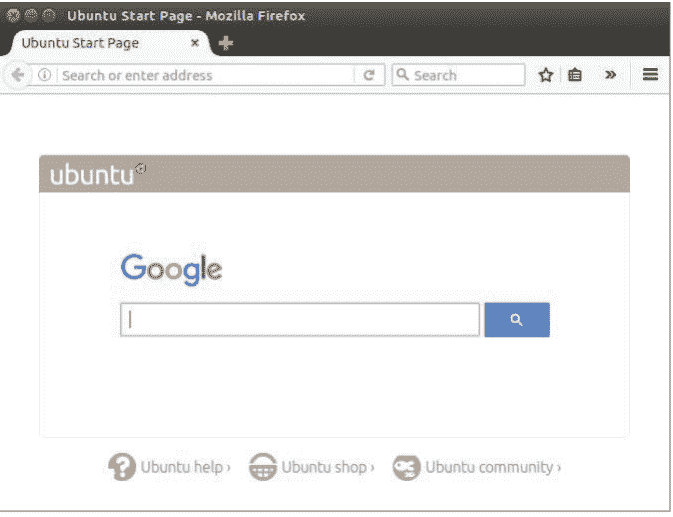 Ubuntu Start Page - Mozilla Firefox
Ubuntu Start Page
Search or enter address
Search
ubuntu
Google
Ubuntu help ›
Ubuntu shop ›
Ubuntu community ›